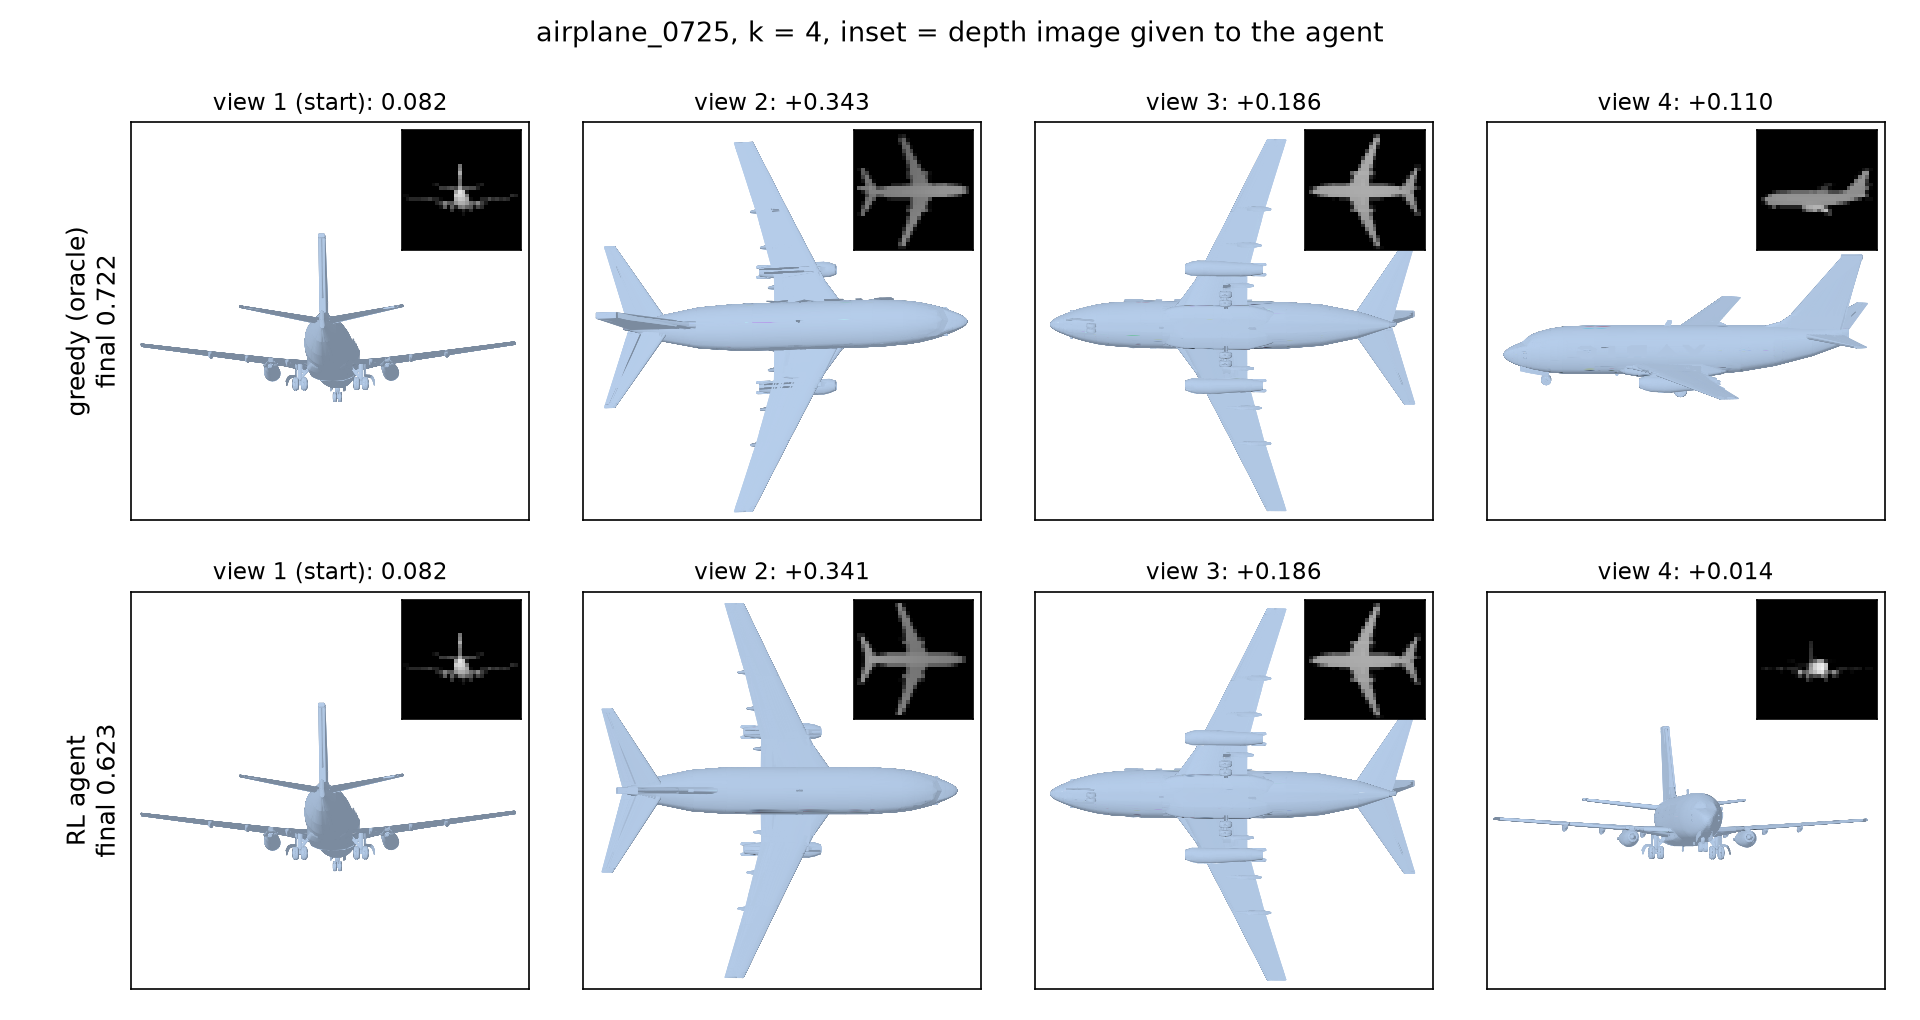 airplane_0725, k = 4, inset = depth image given to the agent
view 1 (start): 0.082
view 2: +0.343
view 3: +0.186
view 4: +0.110
greedy (oracle)
final 0.722
view 1 (start): 0.082
view 2: +0.341
view 3: +0.186
view 4: +0.014
RL agent
final 0.623